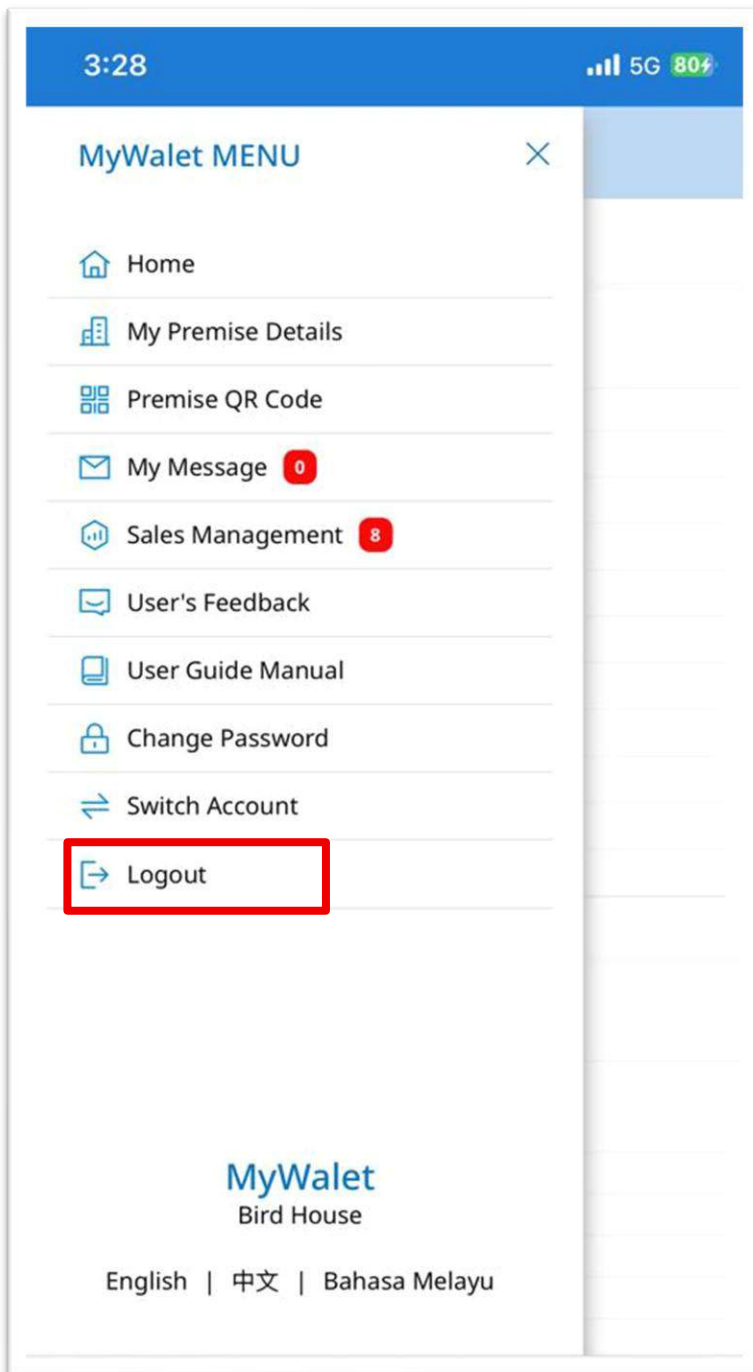 3:28 5G 80
MyWalet MENU
Home
My Premise Details
Premise QR Code
My Message 0
Sales Management 8
User's Feedback
User Guide Manual
Change Password
Switch Account
Logout
MyWalet
Bird House
English | 中文 | Bahasa Melayu